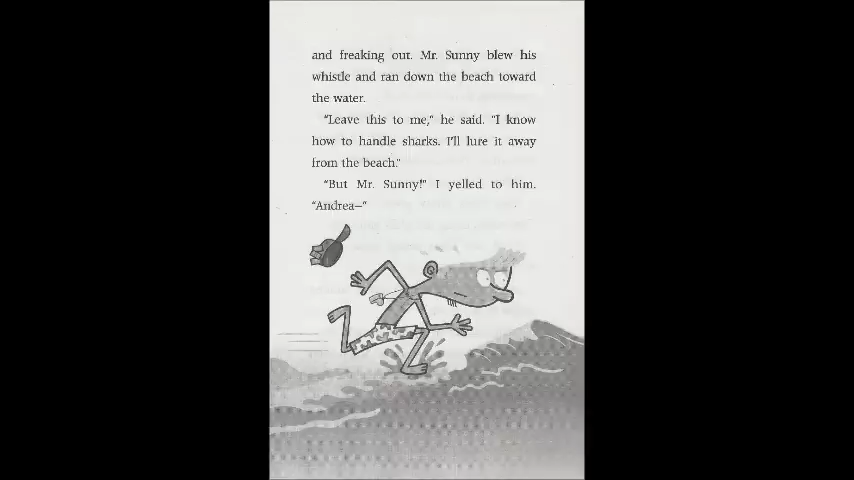 and freaking out. Mr. Sunny blew his
whistle and ran down the beach toward
the water.
"Leave this to me," he said. "I know
how to handle sharks. I'll lure it away
from the beach."
"But Mr. Sunny!" I yelled to him.
"Andrea—"